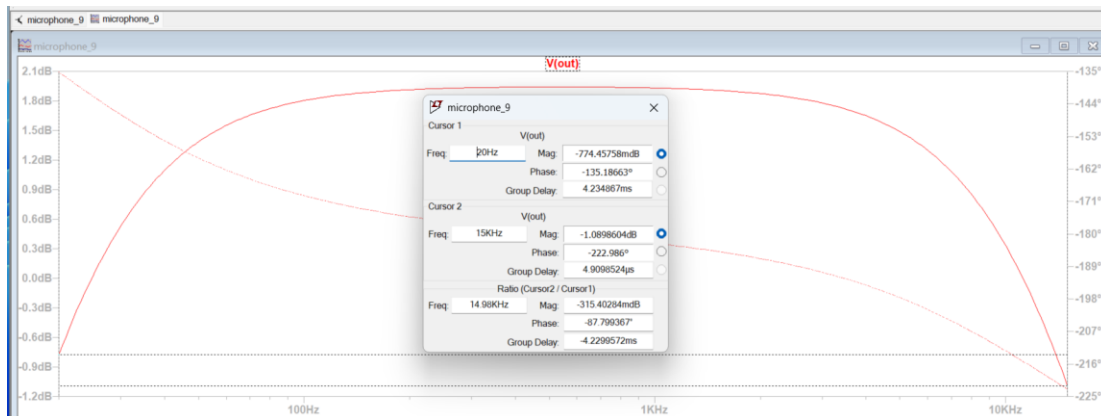 microphone_9 microphone_9
microphone_9
V(out)
2.1dB
1.8dB
1.5dB
1.2dB
0.9dB
0.6dB
0.3dB
0.0dB
-0.3dB
-0.6dB
-0.9dB
-1.2dB
microphone_9
Cursor 1
V(out)
Freq: 20Hz Mag: -774.45758mdB
Phase: -135.18663°
Group Delay: 4.234867ms
Cursor 2
V(out)
Freq: 15KHz Mag: -1.0898604dB
Phase: -222.986°
Group Delay: 4.9098524µs
Ratio (Cursor2 / Cursor1)
Freq: 14.98KHz Mag: -315.40284mdB
Phase: -87.799367°
Group Delay: -4.2299572ms
-135°
-144°
-153°
-162°
-171°
-180°
-189°
-198°
-207°
-216°
-225°
100Hz 1KHz 10KHz